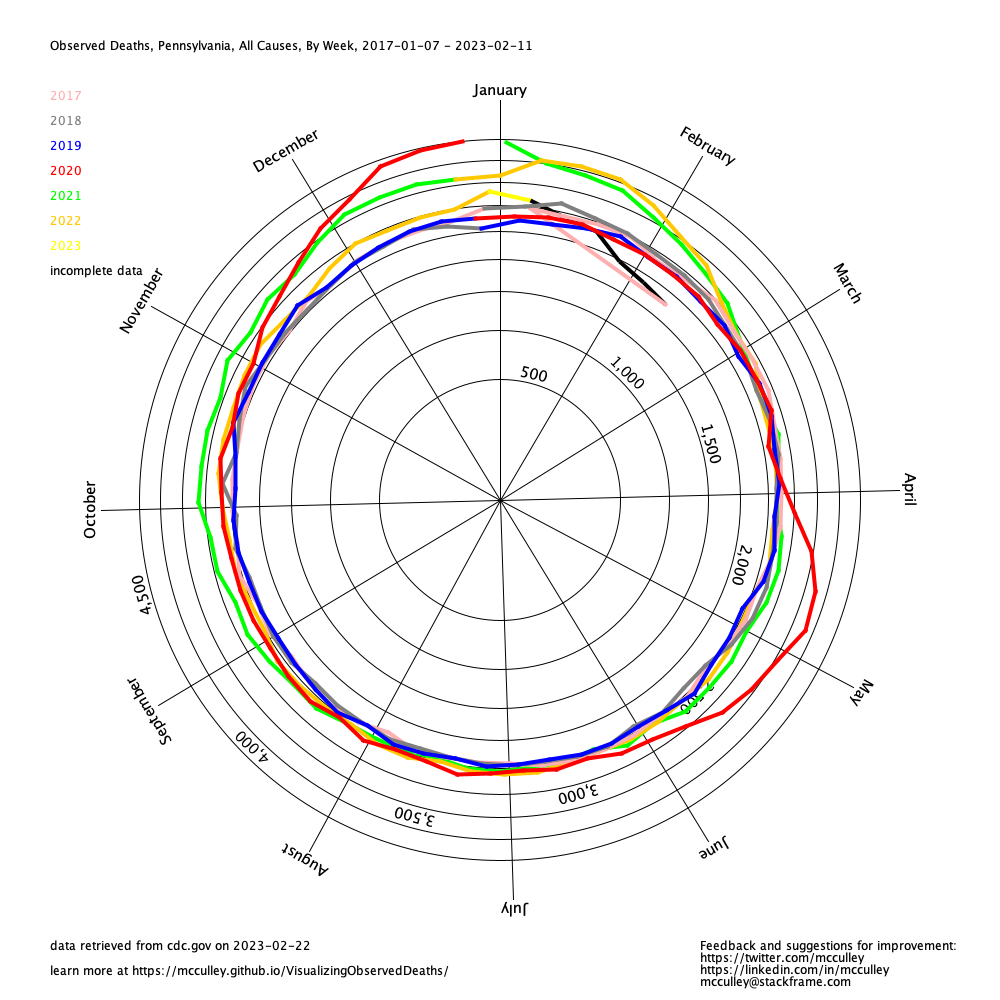 Observed Deaths, Pennsylvania, All Causes, By Week, 2017-01-07 - 2023-02-11
January
2017
2018
2019
2020
2021
2022
2023
incomplete data
December
February
November
March
500
1,000
1,500
October
April
2,000
4,500
September
May
4,000
3,500
3,000
August
June
July
data retrieved from cdc.gov on 2023-02-22
learn more at https://mcculley.github.io/VisualizingObservedDeaths/
Feedback and suggestions for improvement:
https://twitter.com/mcculley
https://linkedin.com/in/mcculley
mcculley@stackframe.com